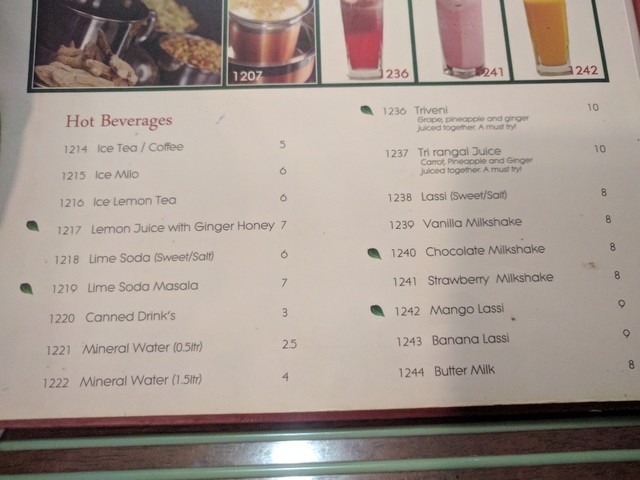 1207
1236
1241
1242
Hot Beverages
1214 Ice Tea / Coffee 5
1215 Ice Milo 6
1216 Ice Lemon Tea 6
1217 Lemon Juice with Ginger Honey 7
1218 Lime Soda (Sweet/Salt) 6
1219 Lime Soda Masala 7
1220 Canned Drink's 3
1221 Mineral Water (0.5ltr) 2.5
1222 Mineral Water (1.5ltr) 4
1236 Triveni 10
Grape, pineapple and ginger
juiced together. A must try!
1237 Tri rangai Juice 10
Carrot, Pineapple and Ginger
juiced together. A must try!
1238 Lassi (Sweet/Salt) 8
1239 Vanilla Milkshake 8
1240 Chocolate Milkshake 8
1241 Strawberry Milkshake 8
1242 Mango Lassi 9
1243 Banana Lassi 9
1244 Butter Milk 8